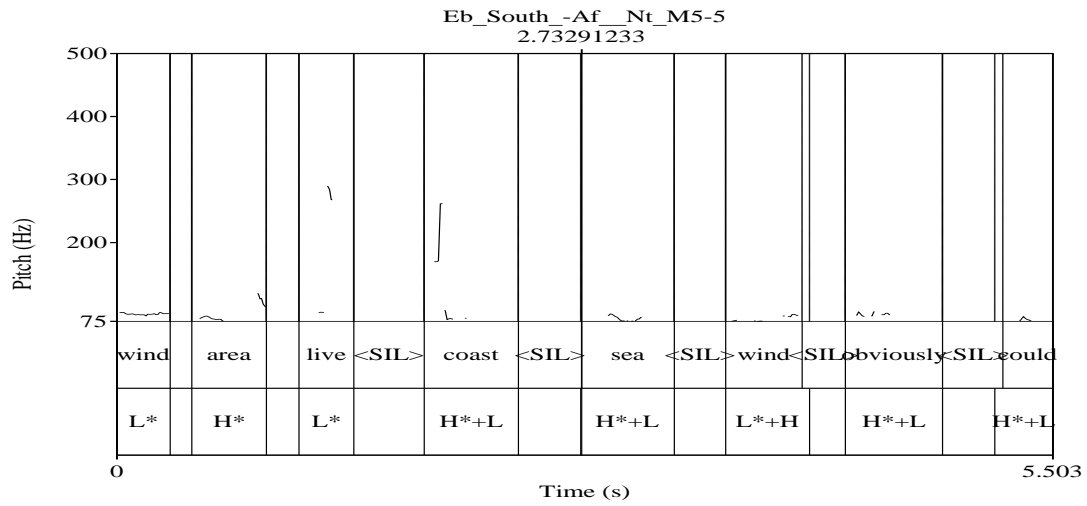 Eb_South_-Af__Nt_M5-5
2.73291233
500
400
300
200
75
Pitch (Hz)
wind area live <SIL> coast <SIL> sea <SIL> wind <SIL> obviously <SIL> could
L* H* L* H*+L H*+L L*+H H*+L H*+L
0 5.503
Time (s)